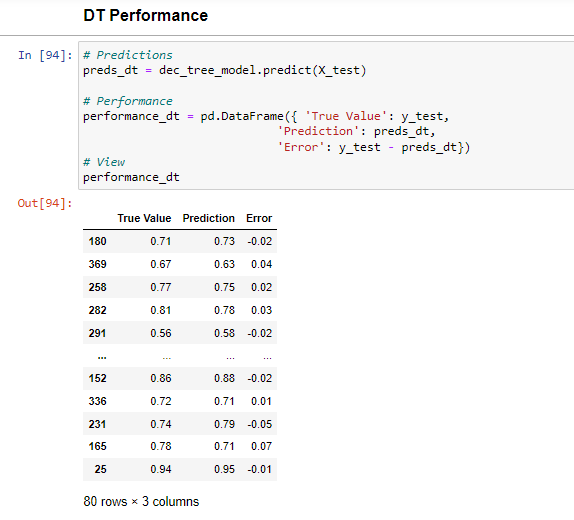 DT Performance
In [94]: # Predictions
preds_dt = dec_tree_model.predict(X_test)
# Performance
performance_dt = pd.DataFrame({ 'True Value': y_test,
'Prediction': preds_dt,
'Error': y_test - preds_dt})
# View
performance_dt
Out[94]:
True Value Prediction Error
180 0.71 0.73 -0.02
369 0.67 0.63 0.04
258 0.77 0.75 0.02
282 0.81 0.78 0.03
291 0.56 0.58 -0.02
... ... ... ...
152 0.86 0.88 -0.02
336 0.72 0.71 0.01
231 0.74 0.79 -0.05
165 0.78 0.71 0.07
25 0.94 0.95 -0.01
80 rows × 3 columns